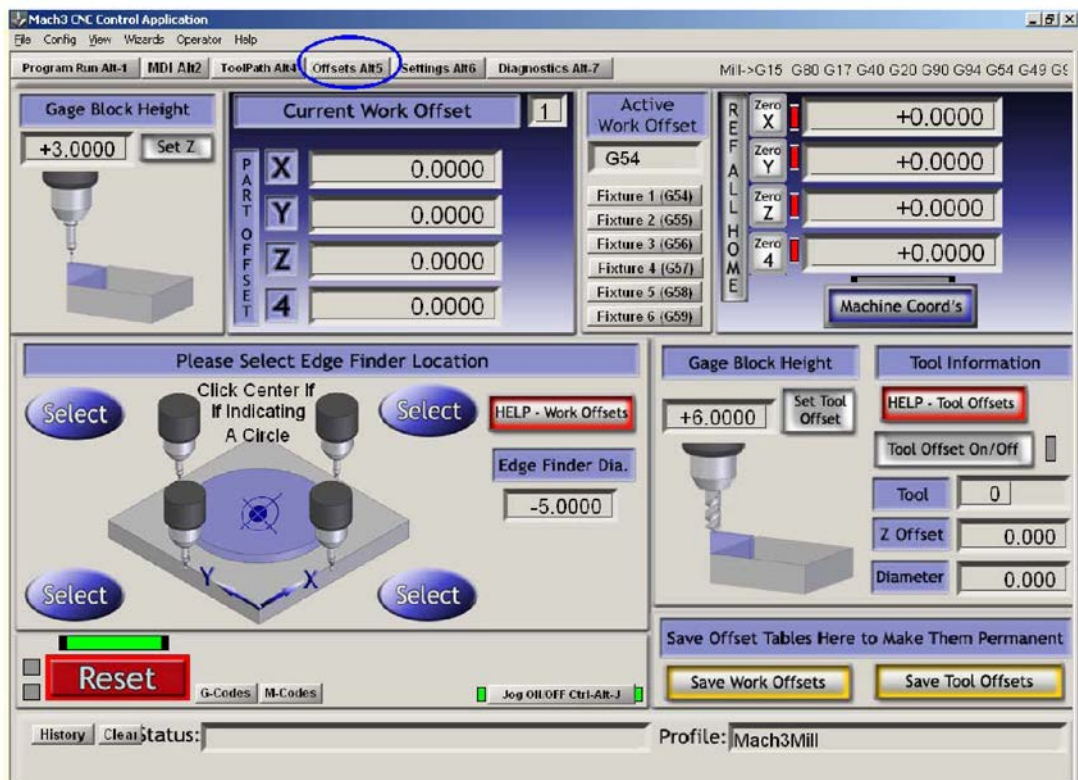 Mach3 CNC Control Application
File Config View Wizards Operator Help
Program Run Alt-1 MDI Alt2 ToolPath Alt4 Offsets Alt5 Settings Alt6 Diagnostics Alt-7
Mill->G15 G80 G17 G40 G20 G90 G94 G54 G49 G9
Gage Block Height
+3.0000 Set Z
Current Work Offset 1
PART OFFSET
X 0.0000
Y 0.0000
Z 0.0000
4 0.0000
Active
Work Offset
G54
Fixture 1 (G54)
Fixture 2 (G55)
Fixture 3 (G56)
Fixture 4 (G57)
Fixture 5 (G58)
Fixture 6 (G59)
REF ALL HOME
Zero X +0.0000
Zero Y +0.0000
Zero Z +0.0000
Zero 4 +0.0000
Machine Coord's
Please Select Edge Finder Location
Click Center If
If Indicating
A Circle
Select
Select
HELP - Work Offsets
Edge Finder Dia.
-5.0000
Y X
Select
Select
Gage Block Height
+6.0000 Set Tool
Offset
Tool Information
HELP - Tool Offsets
Tool Offset On/Off
Tool 0
Z Offset 0.000
Diameter 0.000
Reset
G-Codes M-Codes
Jog ON/OFF Ctrl-Alt-J
Save Offset Tables Here to Make Them Permanent
Save Work Offsets Save Tool Offsets
History Clear Status:
Profile: Mach3Mill